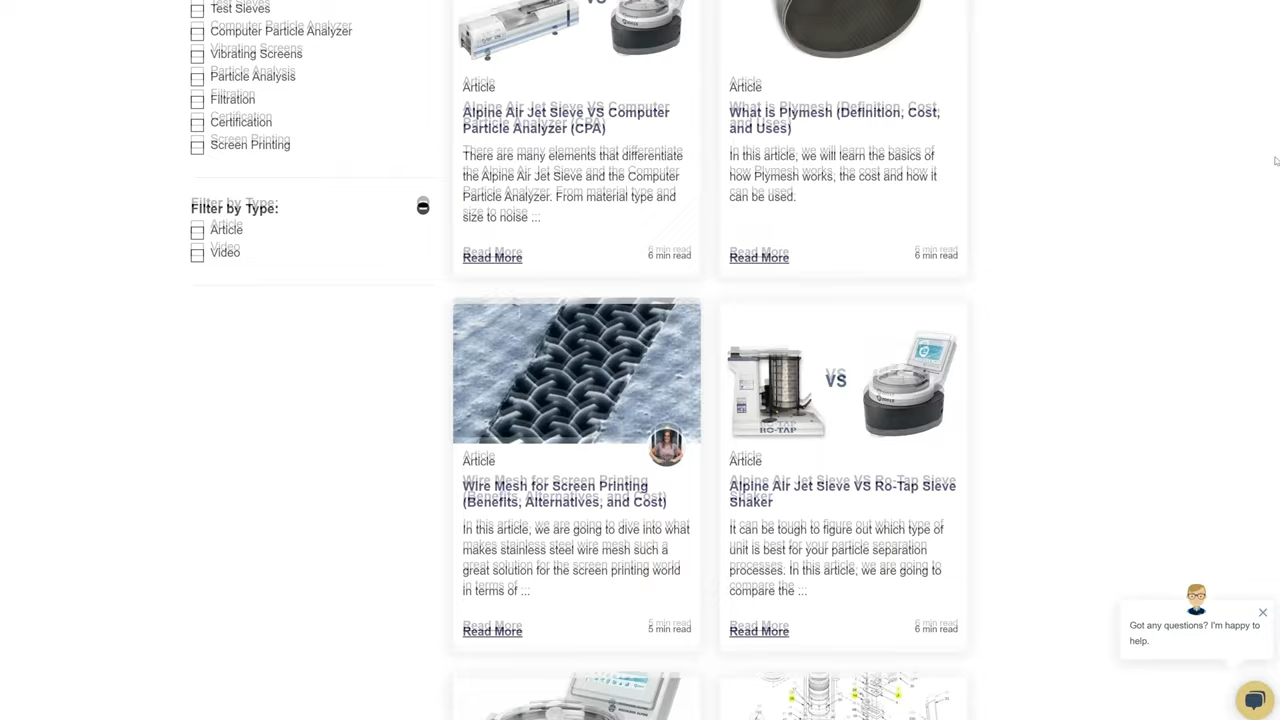 Test Sieves
Computer Particle Analyzer
Vibrating Screens
Particle Analysis
Filtration
Certification
Screen Printing
Filter by Type:
Article
Video
VS
Article
Alpine Air Jet Sieve VS Computer
Particle Analyzer (CPA)
There are many elements that differentiate
the Alpine Air Jet Sieve and the Computer
Particle Analyzer. From material type and
size to noise ...
Read More
6 min read
Article
What is Plymesh (Definition, Cost,
and Uses)
In this article, we will learn the basics of
how Plymesh works, the cost and how it
can be used.
Read More
6 min read
Article
Wire Mesh for Screen Printing
(Benefits, Alternatives, and Cost)
In this article, we are going to dive into what
makes stainless steel wire mesh such a
great solution for the screen printing world
in terms of ...
Read More
5 min read
VS
RO-TAP
Article
Alpine Air Jet Sieve VS Ro-Tap Sieve
Shaker
It can be tough to figure out which type of
unit is best for your particle separation
processes. In this article, we are going to
compare the ...
Read More
6 min read
Got any questions? I'm happy to
help.